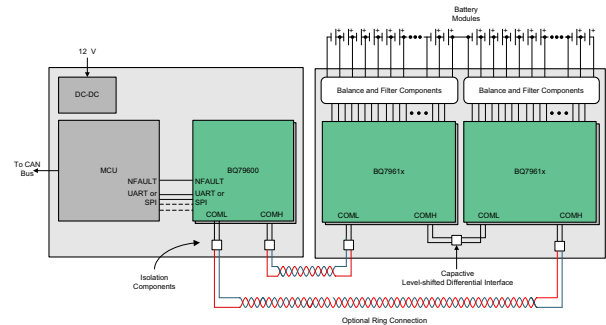 Battery
Modules
12 V
DC-DC
Balance and Filter Components
Balance and Filter Components
To CAN
Bus
MCU
NFAULT
UART or
SPI
BQ79600
NFAULT
UART or
SPI
COML
COMH
BQ7961x
COML
COMH
BQ7961x
COML
COMH
Isolation
Components
Capactive
Level-shifted Differential Interface
Optional Ring Connection